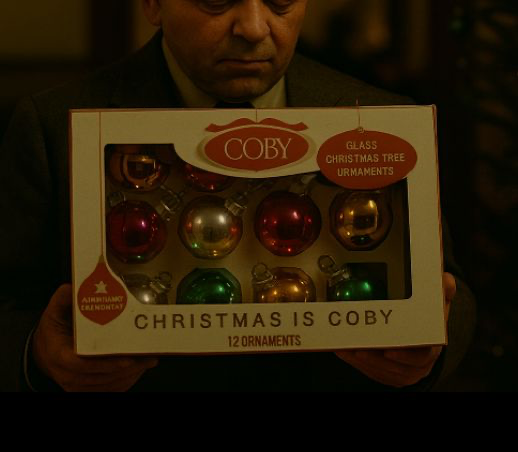 COBY
GLASS
CHRISTMAS TREE
URMAMENTS
CHRISTMAS IS COBY
12 ORNAMENTS